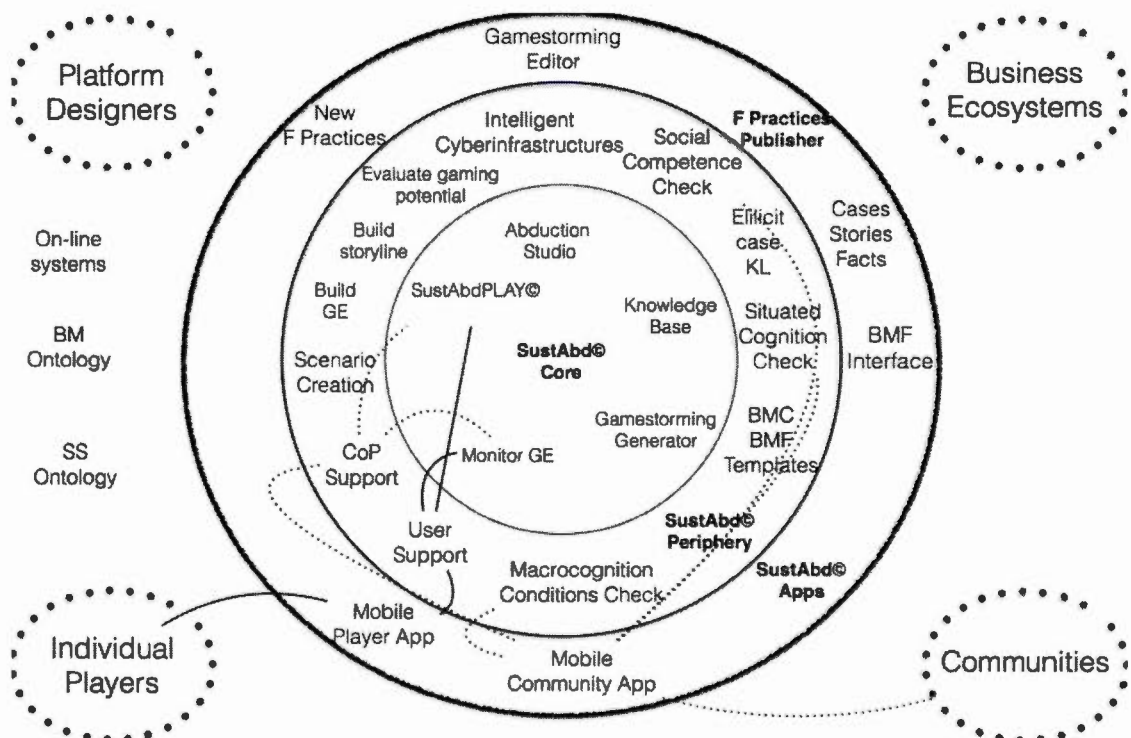 Gamestorming
Editor
Platform
Designers
Business
Ecosystems
New
F Practices
Intelligent
Cyberinfrastructures
F Practices
Publisher
Social
Competence
Check
Evaluate gaming
potential
On-line
systems
Build
storyline
Abduction
Studio
Ellicit
case
KL
Cases
Stories
Facts
Build
GE
SustAbdPLAY©
Knowledge
Base
Situated
Cognition
Check
BM
Ontology
Scenario
Creation
SustAbd©
Core
BMF
Interface
SS
Ontology
CoP
Support
Monitor GE
Gamestorming
Generator
BMC
BMF
Templates
User
Support
SustAbd©
Periphery
Macrocognition
Conditions Check
SustAbd©
Apps
Mobile
Player App
Individual
Players
Mobile
Community App
Communities